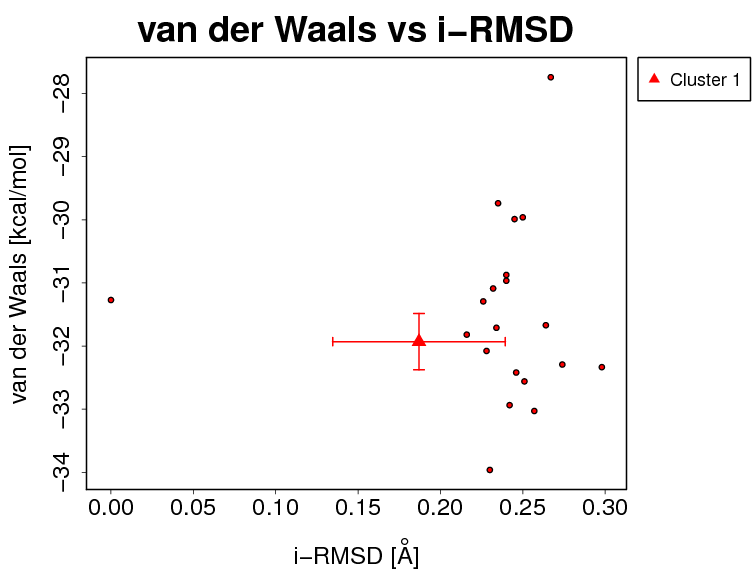 van der Waals vs i−RMSD
Cluster 1
van der Waals [kcal/mol]
−28
−29
−30
−31
−32
−33
−34
0.00 0.05 0.10 0.15 0.20 0.25 0.30
i−RMSD [Å]